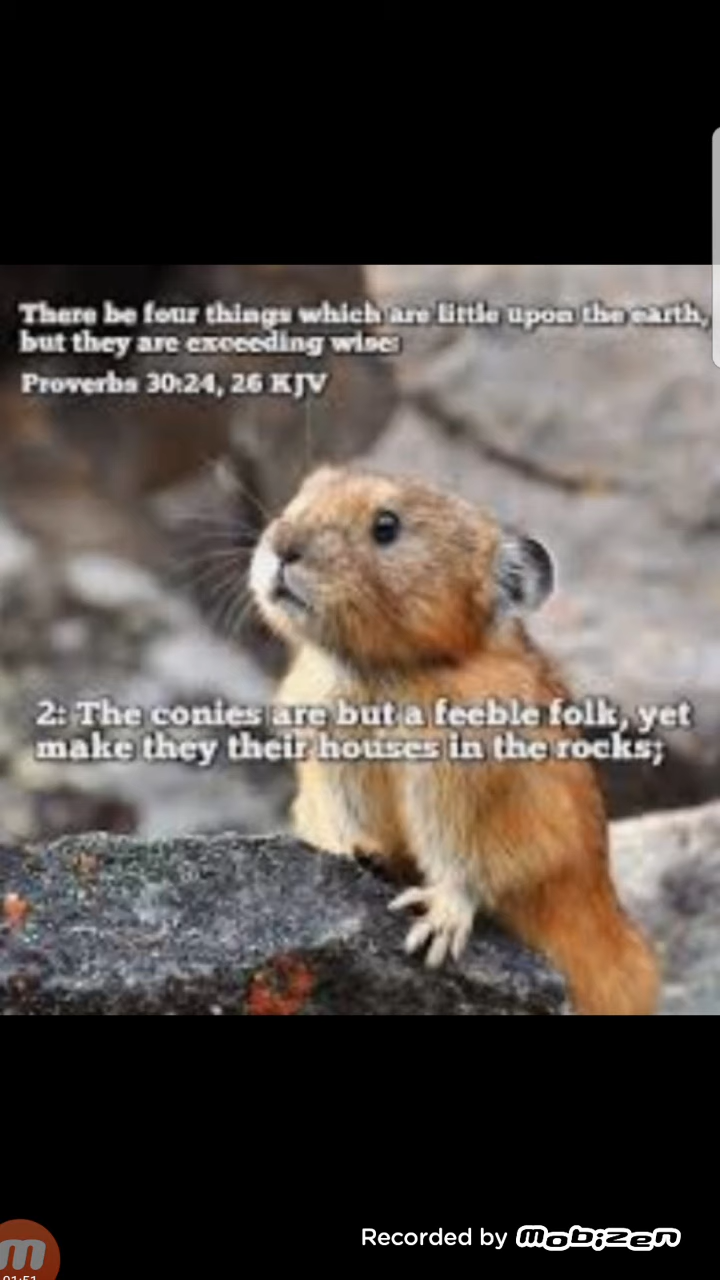 There be four things which are little upon the earth,
but they are exceeding wise:
Proverbs 30:24, 26 KJV
2: The conies are but a feeble folk, yet
make they their houses in the rocks;
Recorded by mobizen
m
01:51